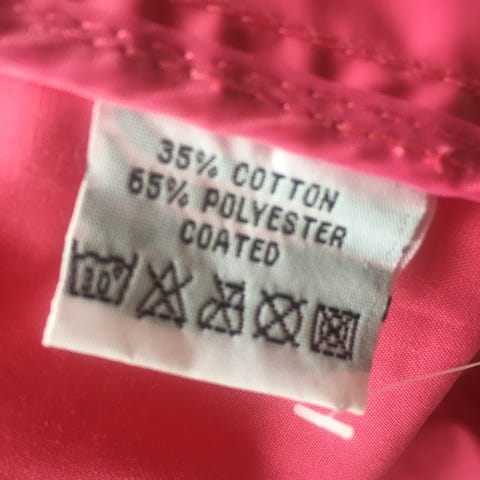 35% COTTON
65% POLYESTER
COATED
30°